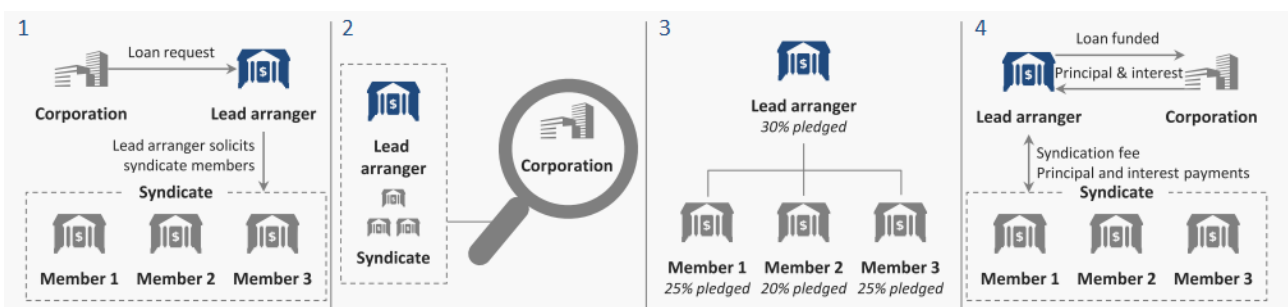 1
Loan request
Corporation
Lead arranger
Lead arranger solicits
syndicate members
Syndicate
Member 1
Member 2
Member 3
2
Lead
arranger
Syndicate
Corporation
3
Lead arranger
30% pledged
Member 1
25% pledged
Member 2
20% pledged
Member 3
25% pledged
4
Loan funded
Principal & interest
Lead arranger
Corporation
Syndication fee
Principal and interest payments
Syndicate
Member 1
Member 2
Member 3